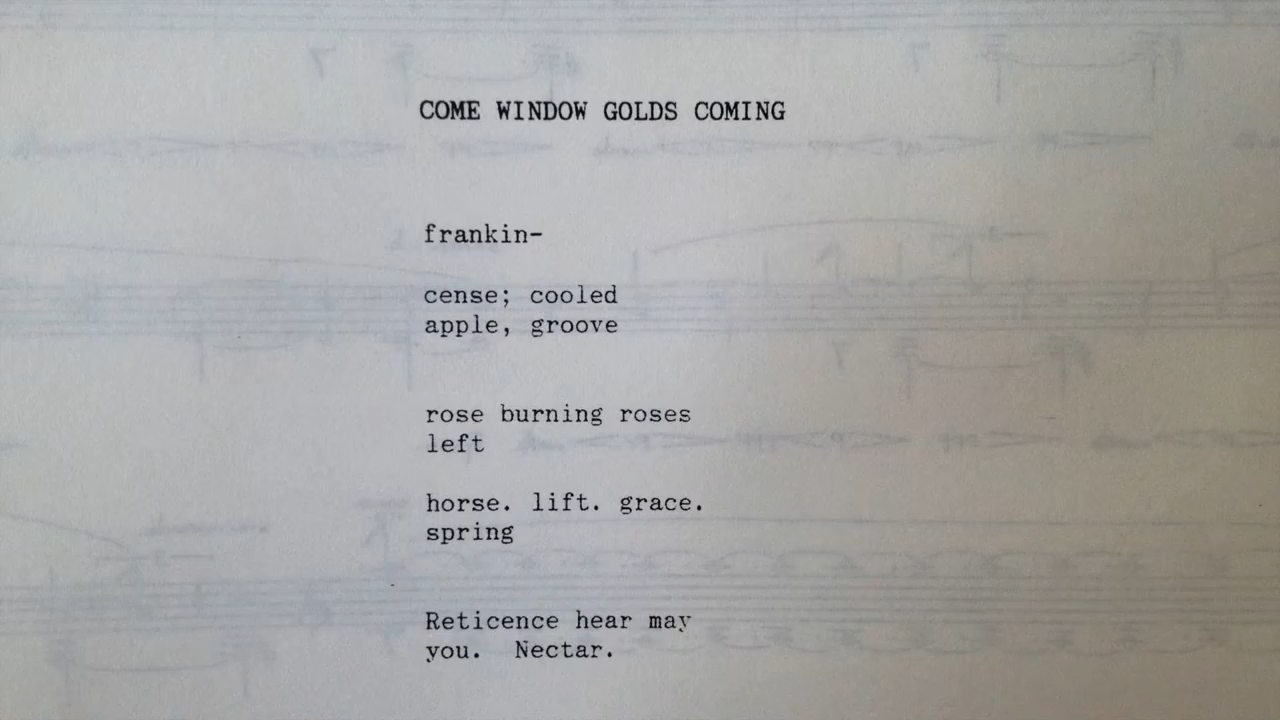 COME WINDOW GOLDS COMING
frankin-
cense; cooled
apple, groove
rose burning roses
left
horse. lift. grace.
spring
Reticence hear may
you.  Nectar.